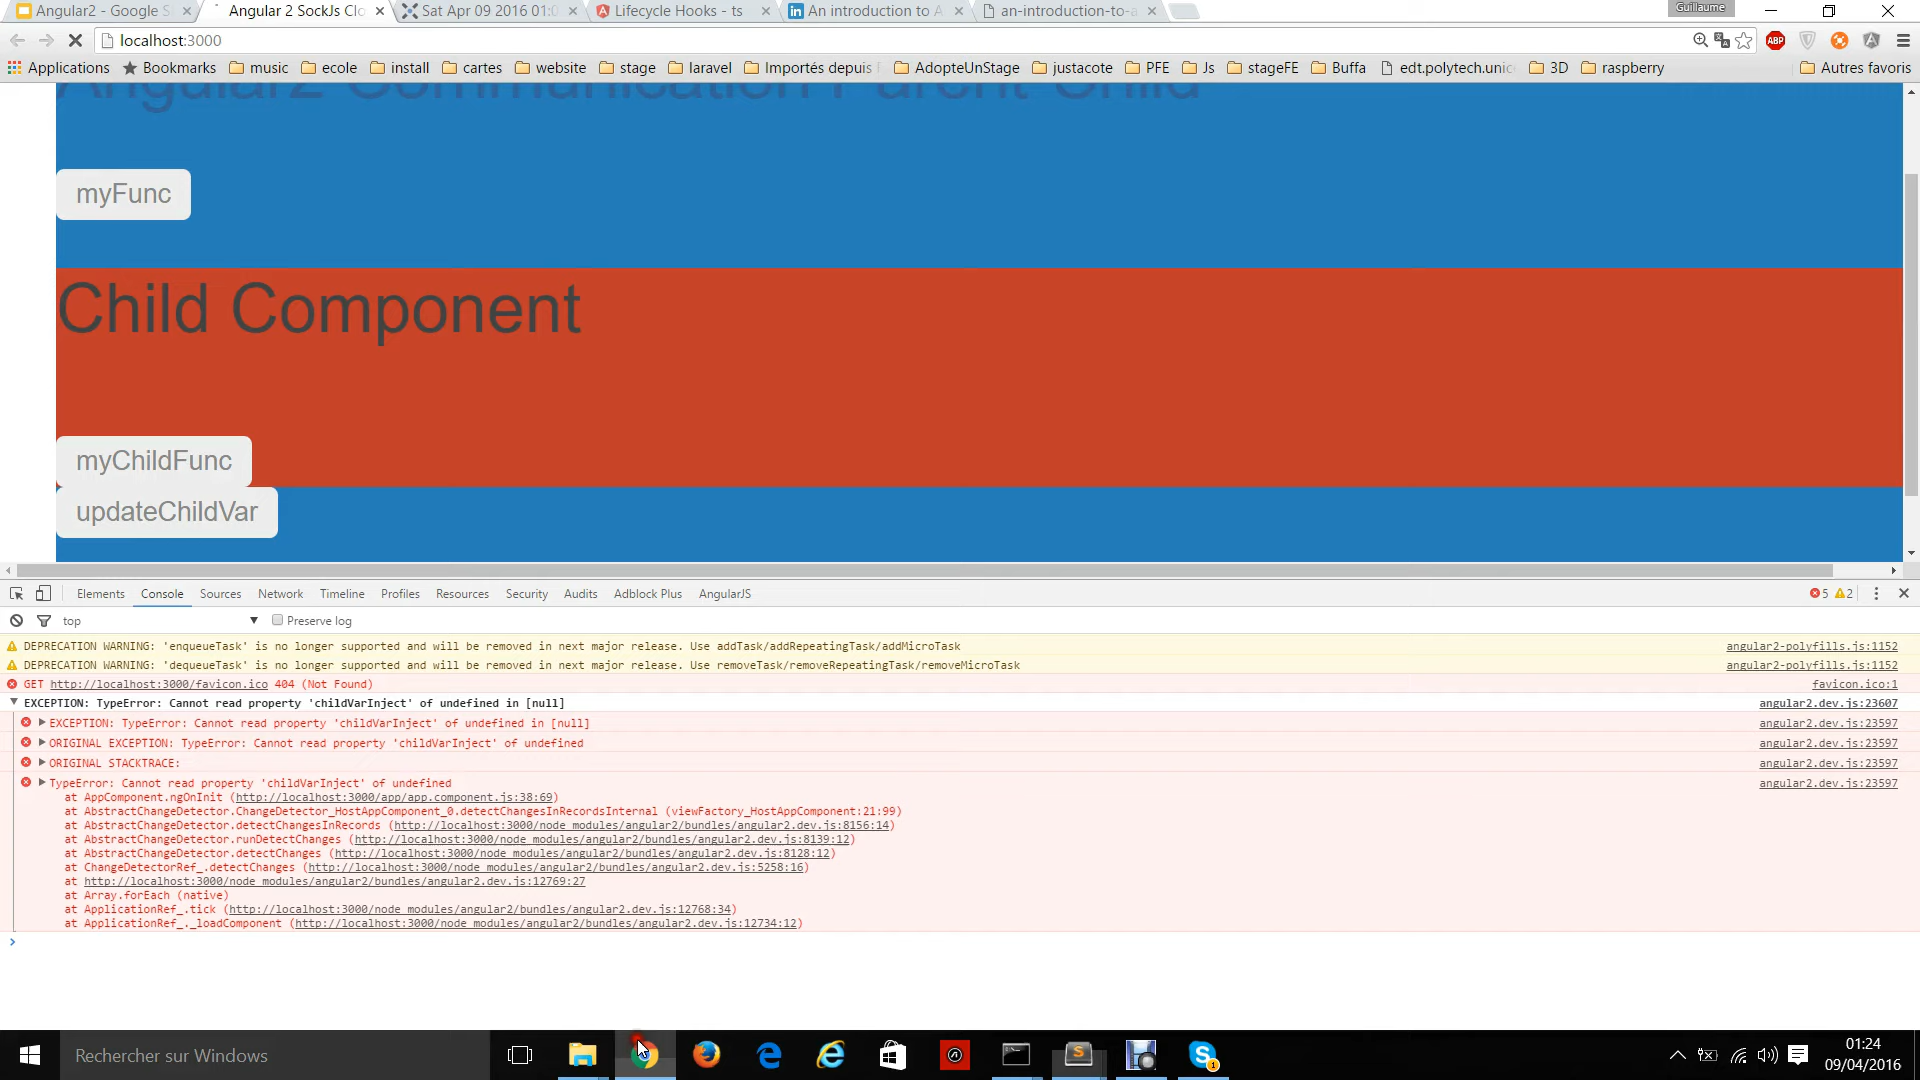 Angular2 - Google S
Angular 2 SockJs Clo
Sat Apr 09 2016 01:0
Lifecycle Hooks - ts
An introduction to A
an-introduction-to-a
Guillaume
localhost:3000
ABP
Applications
Bookmarks
music
ecole
install
cartes
website
stage
laravel
Importés depuis
AdopteUnStage
justacote
PFE
Js
stageFE
Buffa
edt.polytech.unic
3D
raspberry
Autres favoris
Angular2 Communication Parent Child
myFunc
Child Component
myChildFunc
updateChildVar
Elements Console Sources Network Timeline Profiles Resources Security Audits Adblock Plus AngularJS
5 2
top
Preserve log
DEPRECATION WARNING: 'enqueueTask' is no longer supported and will be removed in next major release. Use addTask/addRepeatingTask/addMicroTask angular2-polyfills.js:1152
DEPRECATION WARNING: 'dequeueTask' is no longer supported and will be removed in next major release. Use removeTask/removeRepeatingTask/removeMicroTask angular2-polyfills.js:1152
GET http://localhost:3000/favicon.ico 404 (Not Found) favicon.ico:1
EXCEPTION: TypeError: Cannot read property 'childVarInject' of undefined in [null] angular2.dev.js:23607
EXCEPTION: TypeError: Cannot read property 'childVarInject' of undefined in [null] angular2.dev.js:23597
ORIGINAL EXCEPTION: TypeError: Cannot read property 'childVarInject' of undefined angular2.dev.js:23597
ORIGINAL STACKTRACE: angular2.dev.js:23597
TypeError: Cannot read property 'childVarInject' of undefined angular2.dev.js:23597
at AppComponent.ngOnInit (http://localhost:3000/app/app.component.js:38:69)
at AbstractChangeDetector.ChangeDetector_HostAppComponent_0.detectChangesInRecordsInternal (viewFactory_HostAppComponent:21:99)
at AbstractChangeDetector.detectChangesInRecords (http://localhost:3000/node_modules/angular2/bundles/angular2.dev.js:8156:14)
at AbstractChangeDetector.runDetectChanges (http://localhost:3000/node_modules/angular2/bundles/angular2.dev.js:8139:12)
at AbstractChangeDetector.detectChanges (http://localhost:3000/node_modules/angular2/bundles/angular2.dev.js:8128:12)
at ChangeDetectorRef_.detectChanges (http://localhost:3000/node_modules/angular2/bundles/angular2.dev.js:5258:16)
at http://localhost:3000/node_modules/angular2/bundles/angular2.dev.js:12769:27
at Array.forEach (native)
at ApplicationRef_.tick (http://localhost:3000/node_modules/angular2/bundles/angular2.dev.js:12768:34)
at ApplicationRef_._loadComponent (http://localhost:3000/node_modules/angular2/bundles/angular2.dev.js:12734:12)
Rechercher sur Windows
01:24
09/04/2016